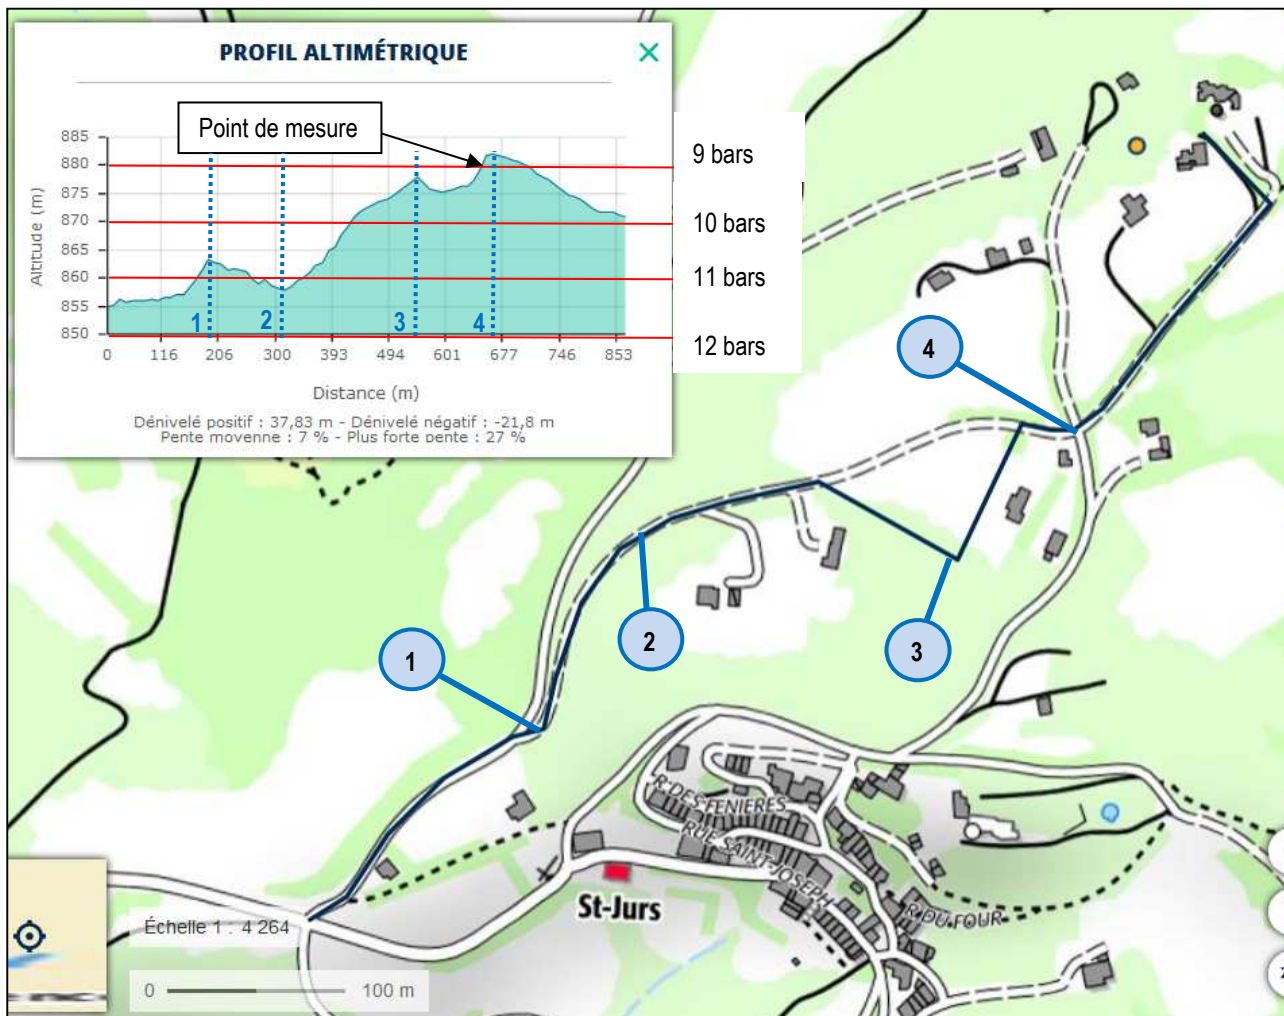 PROFIL ALTIMÉTRIQUE
Point de mesure
885
880
875
870
865
860
855
850
Altitude (m)
1
2
3
4
0 116 206 300 393 494 601 677 746 853
Distance (m)
Dénivelé positif : 37,83 m - Dénivelé négatif : -21,8 m
Pente moyenne : 7 % - Plus forte pente : 27 %
9 bars
10 bars
11 bars
12 bars
4
2
3
1
R DES FENIERES
RUE SAINT-JOSEPH
R DU FOUR
St-Jurs
Échelle 1 : 4 264
0 100 m